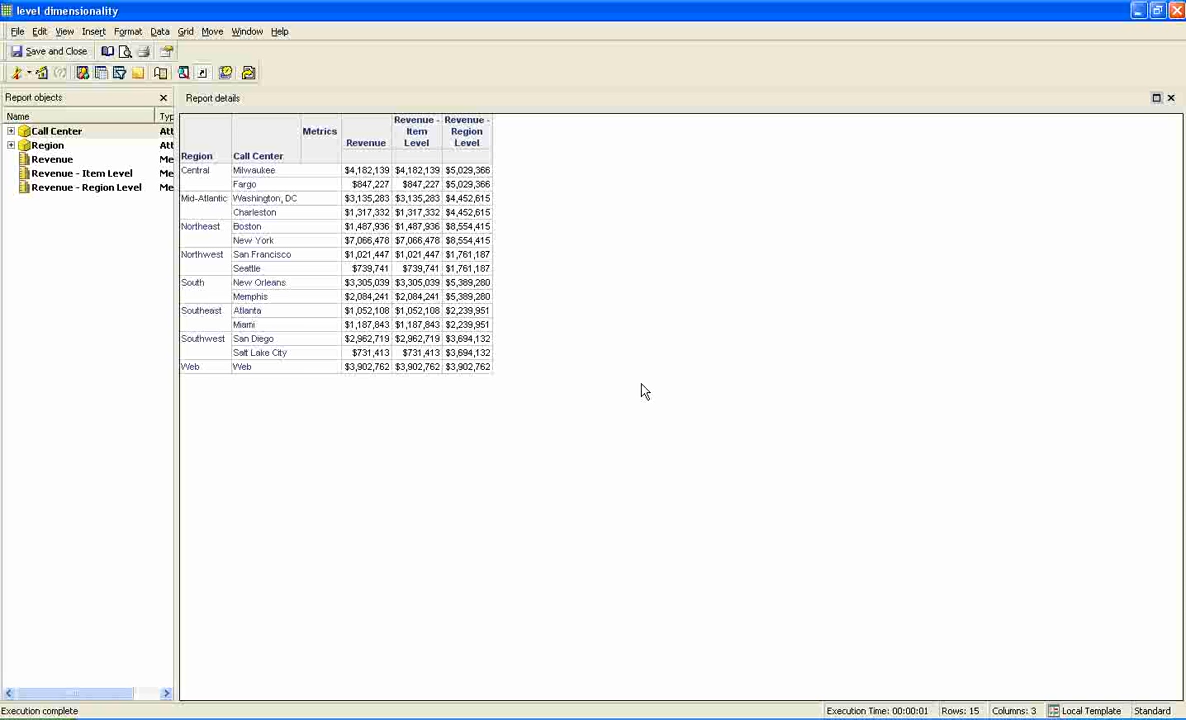 level dimensionality
File Edit View Insert Format Data Grid Move Window Help
Save and Close
Report objects
Report details
Name Typ
Call Center Att
Region Att
Revenue Me
Revenue - Item Level Me
Revenue - Region Level Me
Region Call Center Metrics Revenue Revenue - Item Level Revenue - Region Level
Central Milwaukee $4,182,139 $4,182,139 $5,029,366
Fargo $847,227 $847,227 $5,029,366
Mid-Atlantic Washington, DC $3,135,283 $3,135,283 $4,452,615
Charleston $1,317,332 $1,317,332 $4,452,615
Northeast Boston $1,487,936 $1,487,936 $8,554,415
New York $7,066,478 $7,066,478 $8,554,415
Northwest San Francisco $1,021,447 $1,021,447 $1,761,187
Seattle $739,741 $739,741 $1,761,187
South New Orleans $3,305,039 $3,305,039 $5,389,280
Memphis $2,084,241 $2,084,241 $5,389,280
Southeast Atlanta $1,052,108 $1,052,108 $2,239,951
Miami $1,187,843 $1,187,843 $2,239,951
Southwest San Diego $2,962,719 $2,962,719 $3,694,132
Salt Lake City $731,413 $731,413 $3,694,132
Web Web $3,902,762 $3,902,762 $3,902,762
Execution complete
Execution Time: 00:00:01 Rows: 15 Columns: 3 Local Template Standard